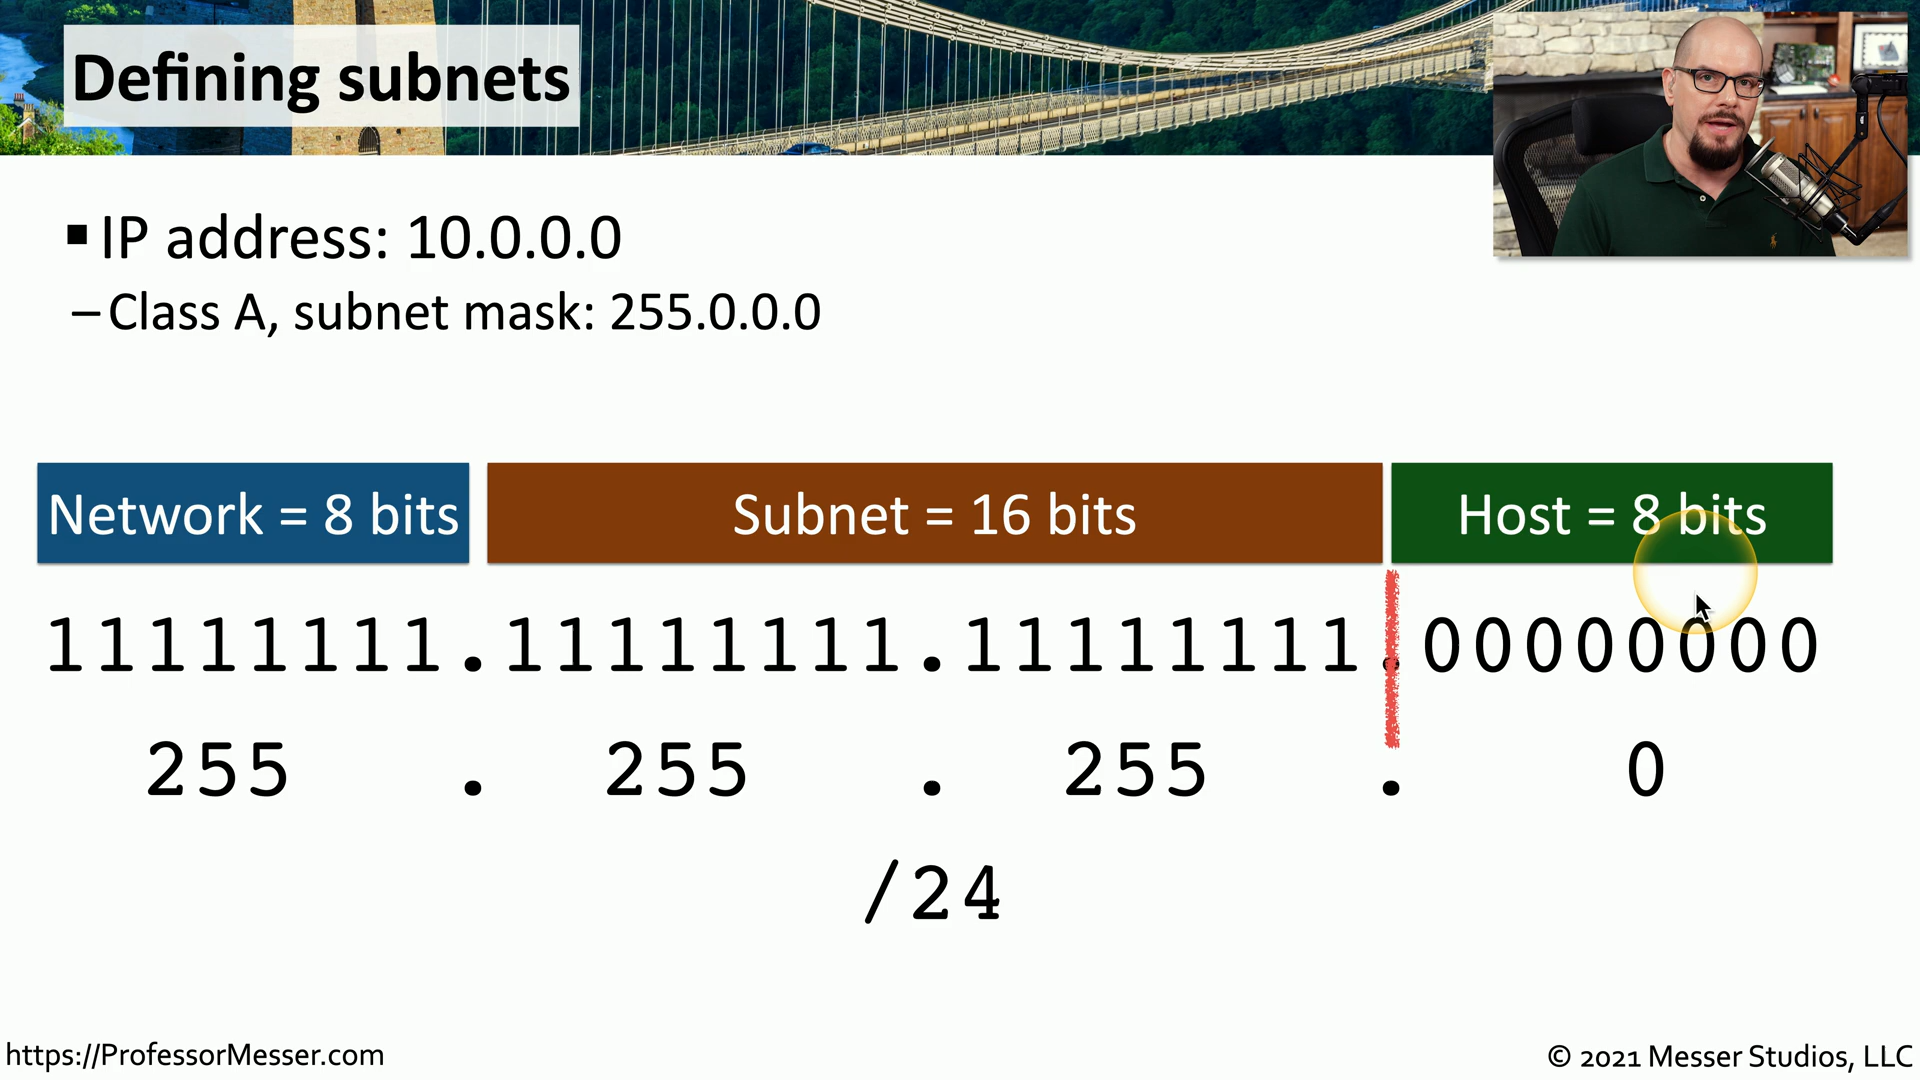 Defining subnets
▪ IP address: 10.0.0.0
– Class A, subnet mask: 255.0.0.0
Network = 8 bits Subnet = 16 bits Host = 8 bits
11111111.11111111.11111111.00000000
255 . 255 . 255 . 0
/24
https://ProfessorMesser.com © 2021 Messer Studios, LLC